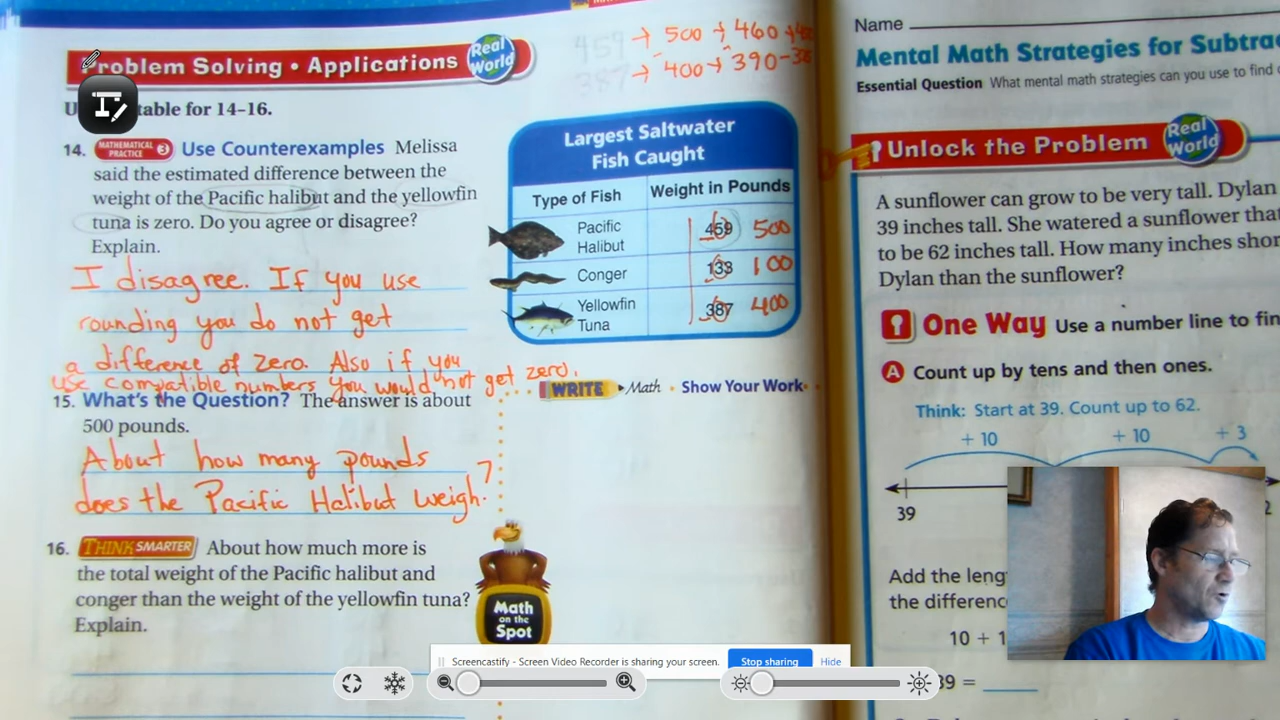 459 → 500 → 460 →
387 → 400 → 390 - 38
Problem Solving • Applications
Real World
table for 14–16.
14. MATHEMATICAL PRACTICE 3 Use Counterexamples Melissa
said the estimated difference between the
weight of the Pacific halibut and the yellowfin
tuna is zero. Do you agree or disagree?
Explain.
I disagree. If you use
rounding you do not get
a difference of zero. Also if you
use compatible numbers you would not get zero.
15. What's the Question? The answer is about
500 pounds.
About how many pounds
does the Pacific Halibut weigh?
16. THINK SMARTER About how much more is
the total weight of the Pacific halibut and
conger than the weight of the yellowfin tuna?
Explain.
Largest Saltwater
Fish Caught
Type of Fish Weight in Pounds
Pacific Halibut 459 500
Conger 133 100
Yellowfin Tuna 387 400
WRITE Math • Show Your Work
Math on the Spot
Screencastify - Screen Video Recorder is sharing your screen. Stop sharing Hide
Name
Mental Math Strategies for
Essential Question What mental math strategies can you use to find
Unlock the Problem
Real World
A sunflower can grow to be very tall. Dylan
39 inches tall. She watered a sunflower that
to be 62 inches tall. How many inches
Dylan than the sunflower?
One Way Use a number line to
A Count up by tens and then ones.
Think: Start at 39. Count up to 62.
+ 10 + 10 + 3
39
Add the
the
10 + 1
39 =